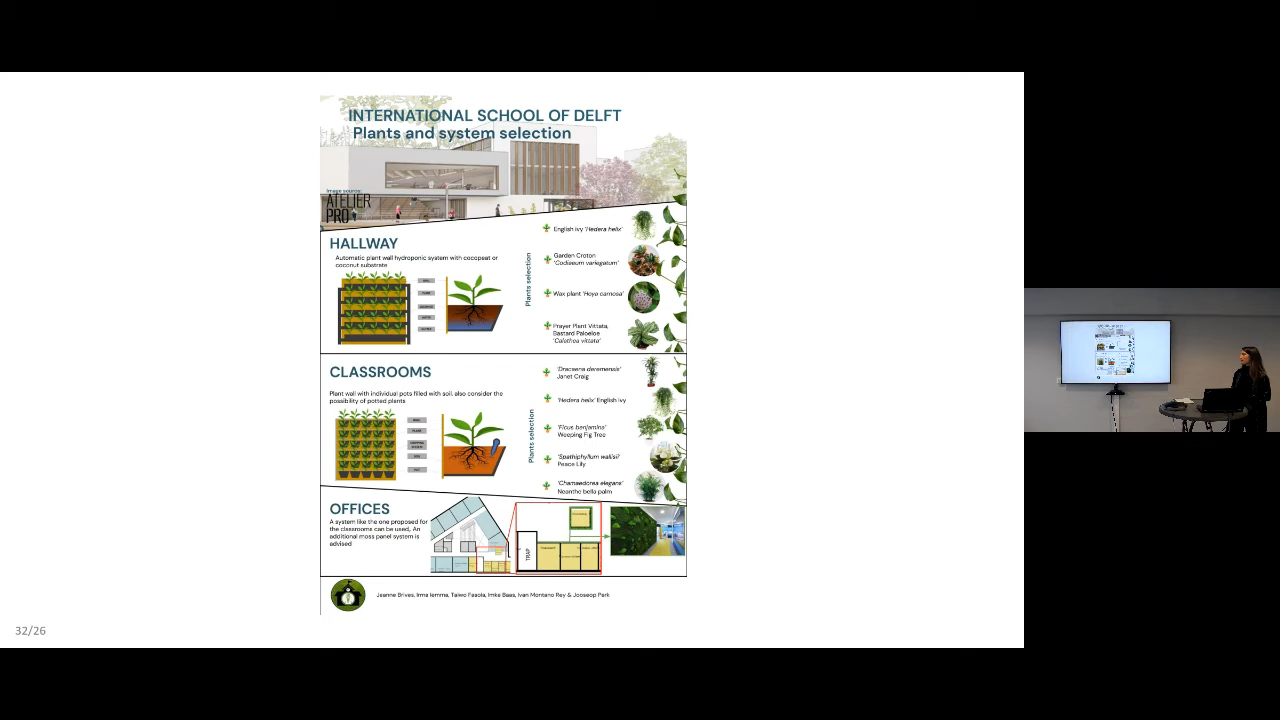 INTERNATIONAL SCHOOL OF DELFT
Plants and system selection
Image source:
ATELIER
PRO
HALLWAY
Automatic plant wall hydroponic system with cocopeat or
coconut substrate
Plants selection
English ivy 'Hedera helix'
Garden Croton
'Codiaeum variegatum'
Wax plant 'Hoya carnosa'
Prayer Plant Vittata,
Bastard Paloeloe
'Calathea vittata'
CLASSROOMS
Plant wall with individual pots filled with soil, also consider the
possibility of potted plants
Plants selection
'Dracaena deremensis'
Janet Craig
'Hedera helix' English ivy
'Ficus benjamina'
Weeping Fig Tree
'Spathiphyllum wallisi'
Peace Lily
'Chamaedorea elegans'
Neanthe bella palm
OFFICES
A system like the one proposed for
the classrooms can be used,. An
additional moss panel system is
advised
TRAP
Jeanne Brives, Irma Iemma, Taiwo Fasola, Imke Baas, Ivan Montano Rey & Jooseop Park
32/26